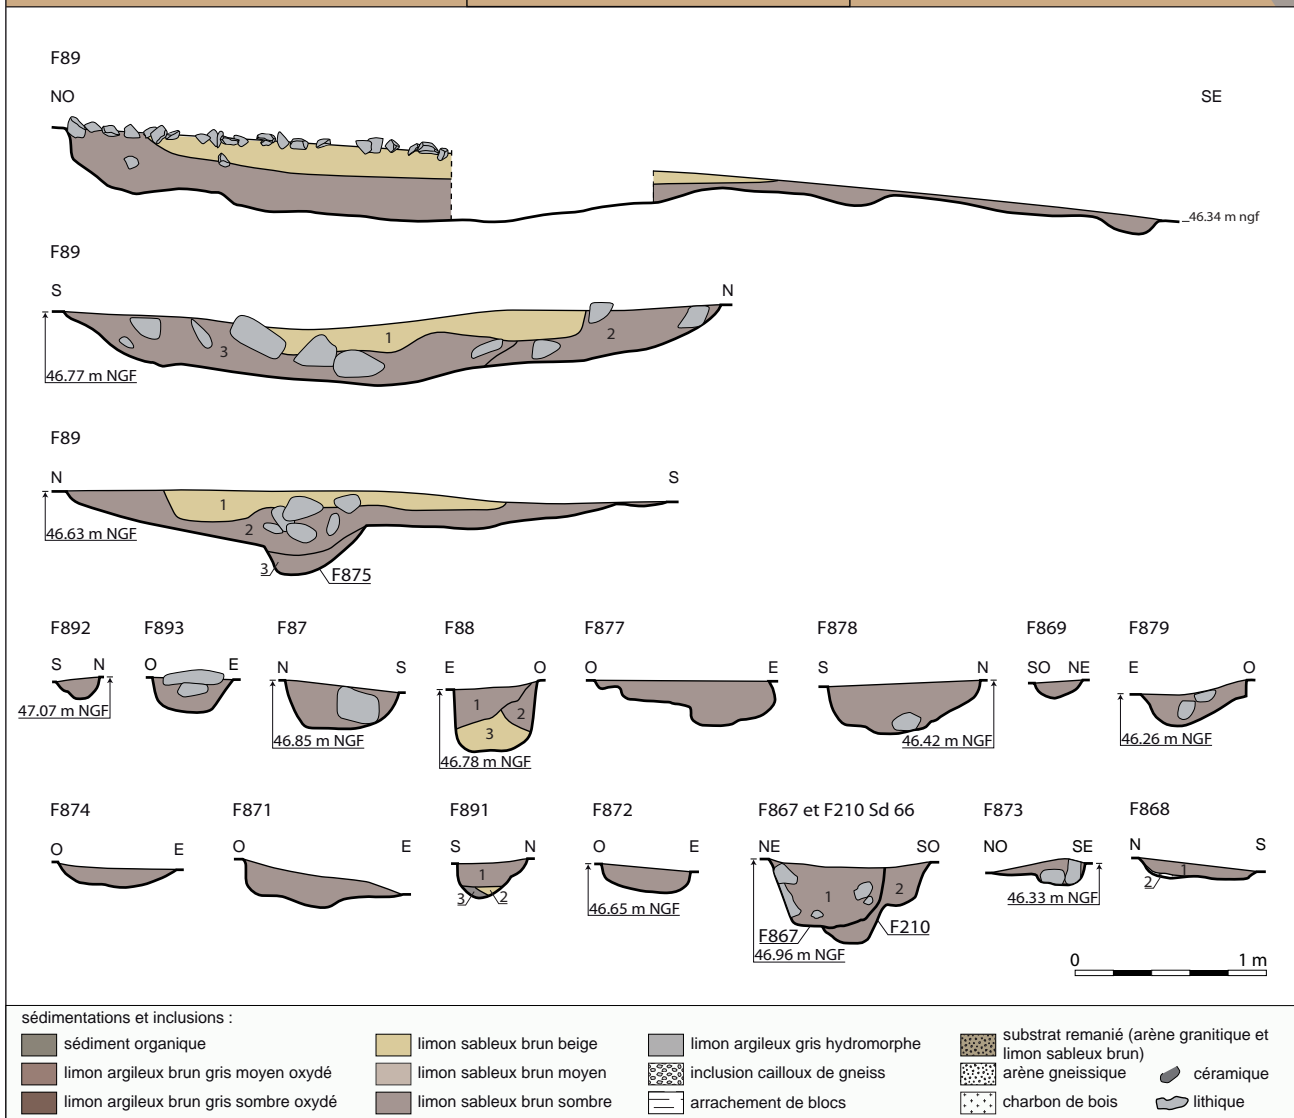 F89
NO SE
46.34 m ngf
F89
S N
1 2 3
46.77 m NGF
F89
N S
1
2
46.63 m NGF
3 F875
F892 F893 F87 F88 F877 F878 F869 F879
S N O E N S E O O E S N SO NE E O
1 2
3
47.07 m NGF 46.85 m NGF 46.78 m NGF 46.42 m NGF 46.26 m NGF
F874 F871 F891 F872 F867 et F210 Sd 66 F873 F868
O E O E S N O E NE SO NO SE N S
1 1 2 1
3 2 46.65 m NGF 46.33 m NGF 2
F867 F210
46.96 m NGF
0 1 m
sédimentations et inclusions :
sédiment organique
limon argileux brun gris moyen oxydé
limon argileux brun gris sombre oxydé
limon sableux brun beige
limon sableux brun moyen
limon sableux brun sombre
limon argileux gris hydromorphe
inclusion cailloux de gneiss
arrachement de blocs
substrat remanié (arène granitique et
limon sableux brun)
arène gneissique
charbon de bois
céramique
lithique